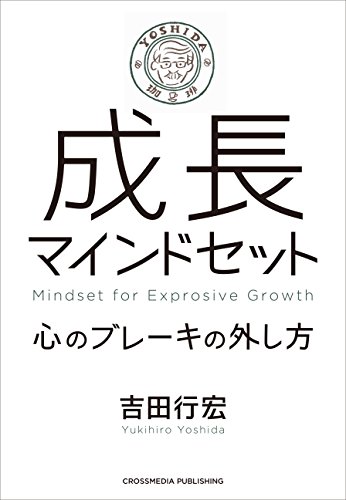 YOSHIDA
珈琲
成長
マインドセット
Mindset for Exprosive Growth
心のブレーキの外し方
吉田行宏
Yukihiro Yoshida
CROSSMEDIA PUBLISHING